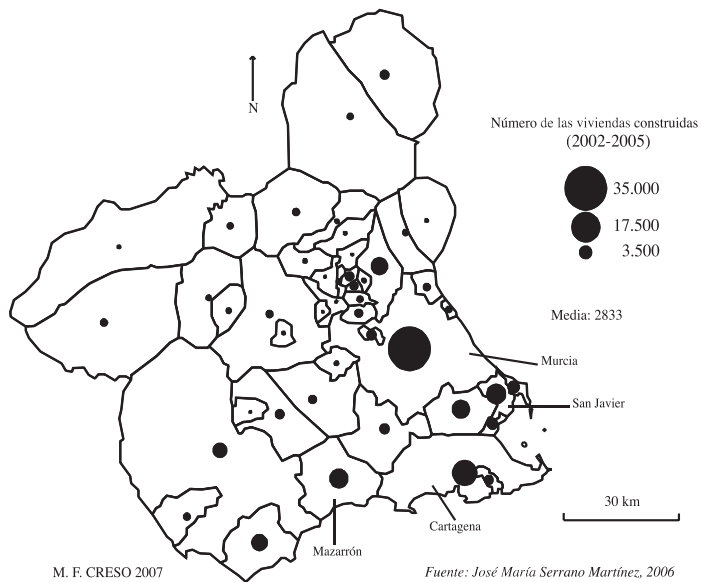 N
Número de las viviendas construidas
(2002-2005)
35.000
17.500
3.500
Media: 2833
Murcia
San Javier
30 km
Cartagena
Mazarrón
M. F. CRESO 2007
Fuente: José María Serrano Martínez, 2006